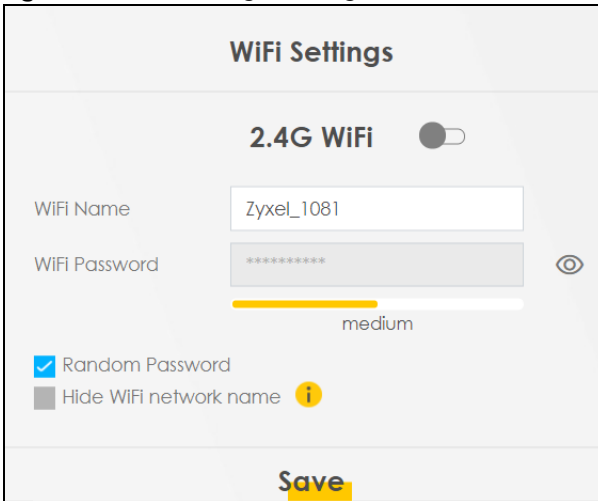 WiFi Settings
2.4G WiFi
WiFi Name Zyxel_1081
WiFi Password **********
medium
Random Password
Hide WiFi network name i
Save